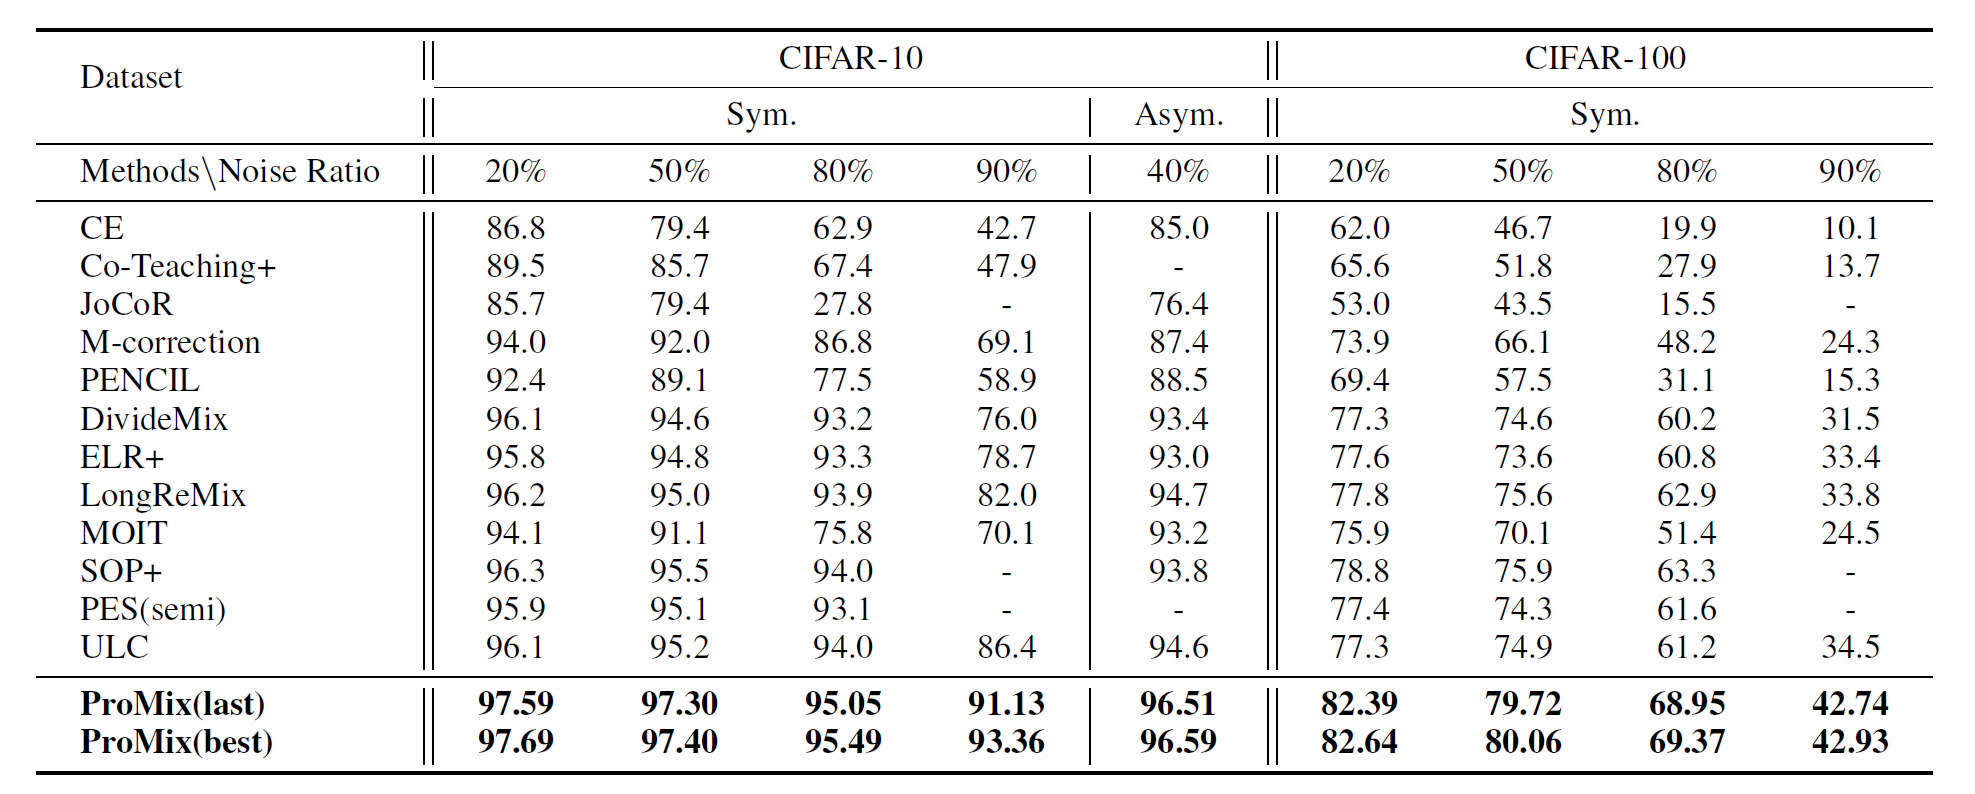 Dataset CIFAR-10 CIFAR-100
Sym. Asym. Sym.
Methods\Noise Ratio 20% 50% 80% 90% 40% 20% 50% 80% 90%
CE 86.8 79.4 62.9 42.7 85.0 62.0 46.7 19.9 10.1
Co-Teaching+ 89.5 85.7 67.4 47.9 - 65.6 51.8 27.9 13.7
JoCoR 85.7 79.4 27.8 - 76.4 53.0 43.5 15.5 -
M-correction 94.0 92.0 86.8 69.1 87.4 73.9 66.1 48.2 24.3
PENCIL 92.4 89.1 77.5 58.9 88.5 69.4 57.5 31.1 15.3
DivideMix 96.1 94.6 93.2 76.0 93.4 77.3 74.6 60.2 31.5
ELR+ 95.8 94.8 93.3 78.7 93.0 77.6 73.6 60.8 33.4
LongReMix 96.2 95.0 93.9 82.0 94.7 77.8 75.6 62.9 33.8
MOIT 94.1 91.1 75.8 70.1 93.2 75.9 70.1 51.4 24.5
SOP+ 96.3 95.5 94.0 - 93.8 78.8 75.9 63.3 -
PES(semi) 95.9 95.1 93.1 - - 77.4 74.3 61.6 -
ULC 96.1 95.2 94.0 86.4 94.6 77.3 74.9 61.2 34.5
ProMix(last) 97.59 97.30 95.05 91.13 96.51 82.39 79.72 68.95 42.74
ProMix(best) 97.69 97.40 95.49 93.36 96.59 82.64 80.06 69.37 42.93